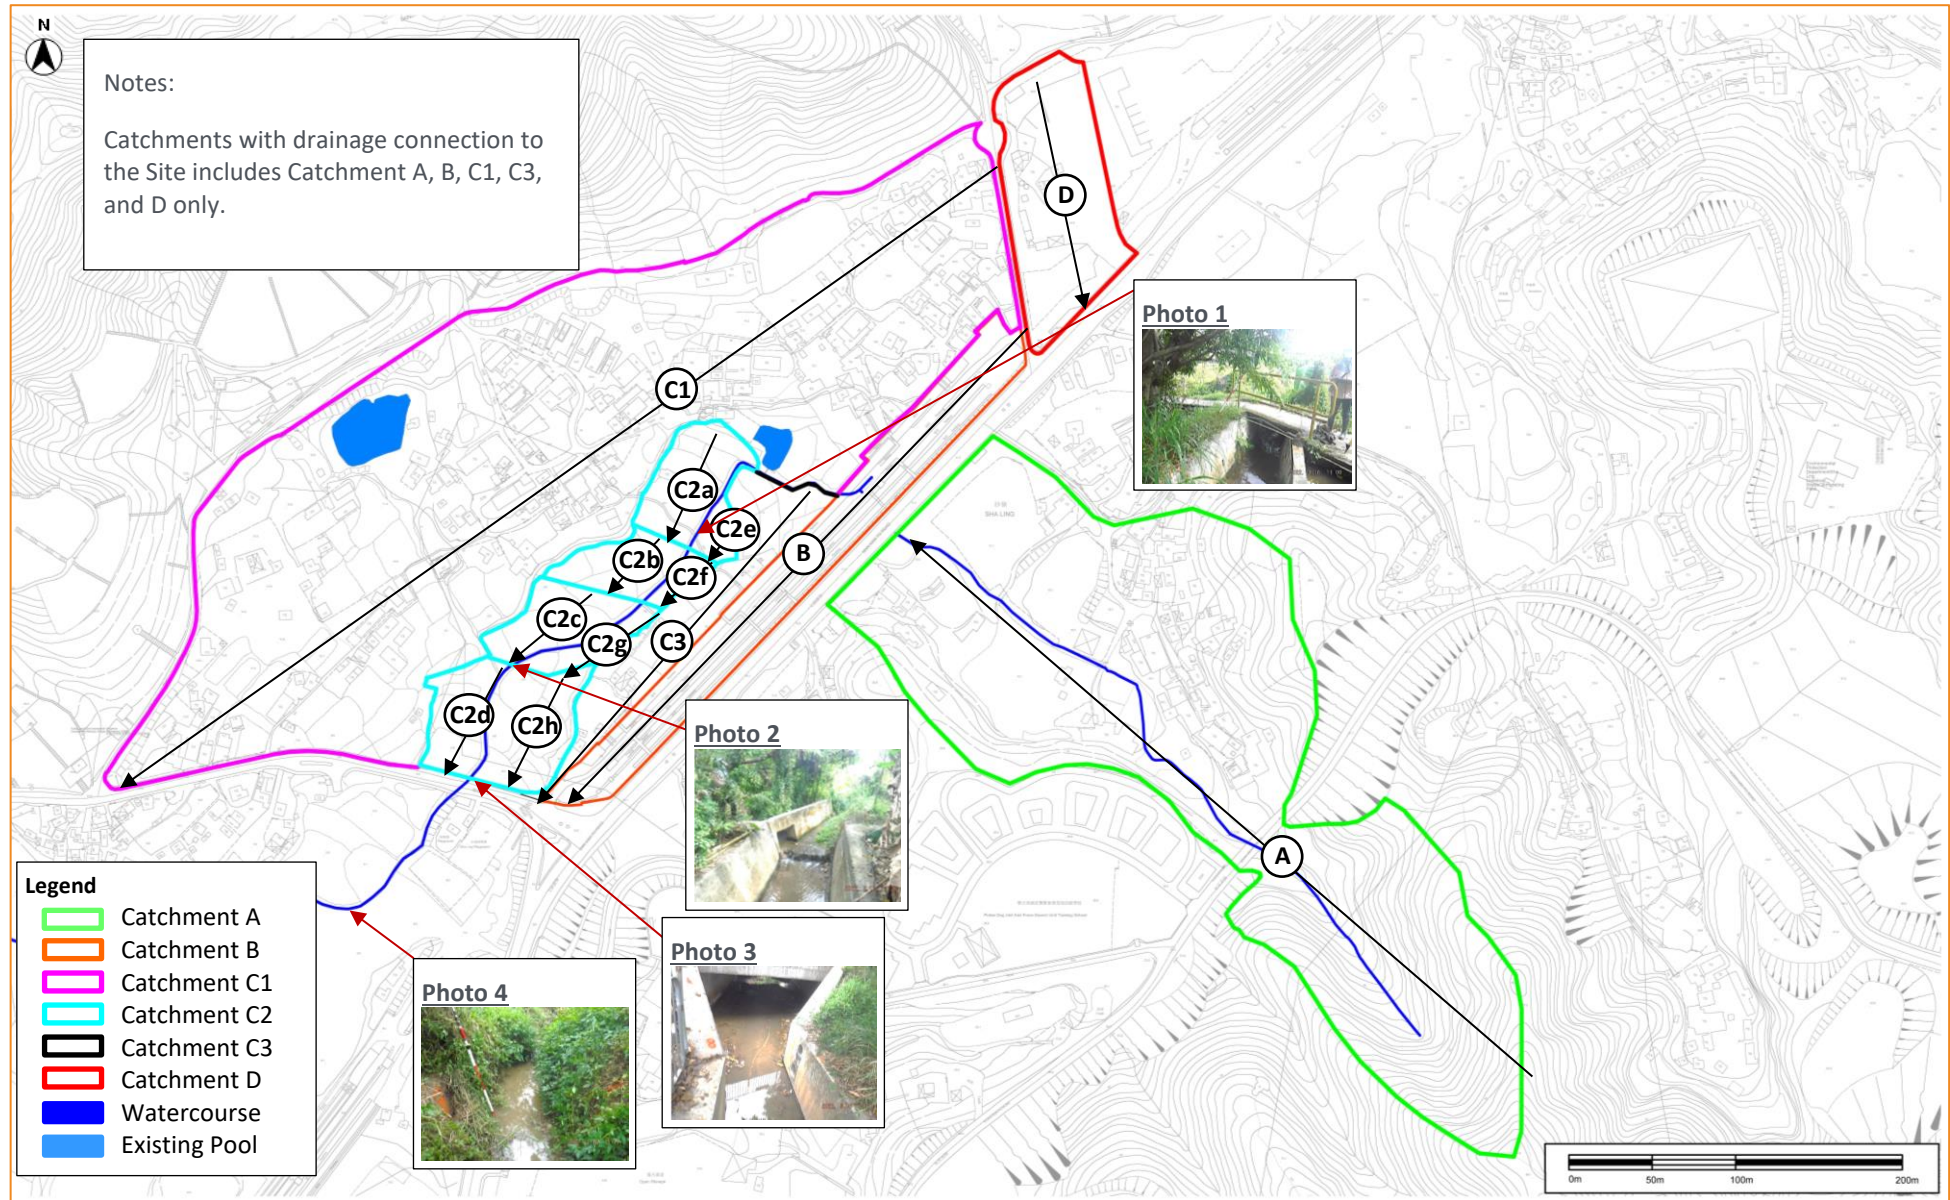 N
Notes:
Catchments with drainage connection to
the Site includes Catchment A, B, C1, C3,
and D only.
D
Photo 1
C1
C2a
C2e
B
C2b
C2f
SHA LING
C2c
C2g
C3
C2d
C2h
Photo 2
A
Photo 3
Photo 4
Legend
Catchment A
Catchment B
Catchment C1
Catchment C2
Catchment C3
Catchment D
Watercourse
Existing Pool
0m 50m 100m 200m